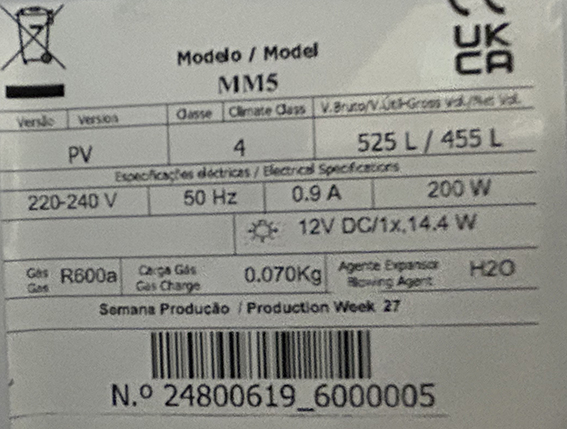 UK
CA
Modelo / Model
MM5
Versão Version Classe Climate Class V.Bruto/V.Útil-Gross Vol./Net Vol.
PV 4 525 L / 455 L
Especificações eléctricas / Electrical Specifications
220-240 V 50 Hz 0.9 A 200 W
12V DC/1x,14.4 W
Gás R600a Carga Gás 0.070Kg Agente Expansor H2O
Gas Gas Charge Blowing Agent
Semana Produção / Production Week 27
N.º 24800619_6000005